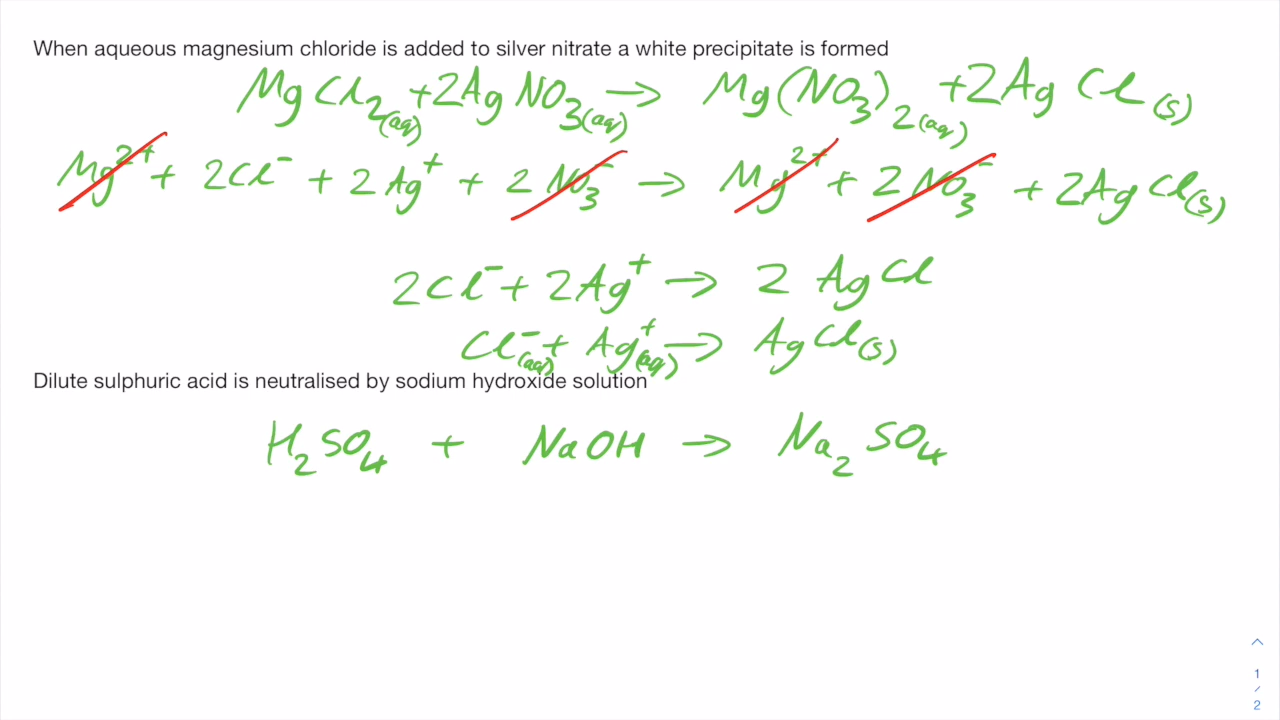 When aqueous magnesium chloride is added to silver nitrate a white precipitate is formed
MgCl₂(aq) + 2AgNO₃(aq) → Mg(NO₃)₂(aq) + 2AgCl(s)
Mg²⁺ + 2Cl⁻ + 2Ag⁺ + 2NO₃⁻ → Mg²⁺ + 2NO₃⁻ + 2AgCl(s)
2Cl⁻ + 2Ag⁺ → 2AgCl
Cl⁻(aq) + Ag⁺(aq) → AgCl(s)
Dilute sulphuric acid is neutralised by sodium hydroxide solution
H₂SO₄ + NaOH → Na₂SO₄
1
/
2